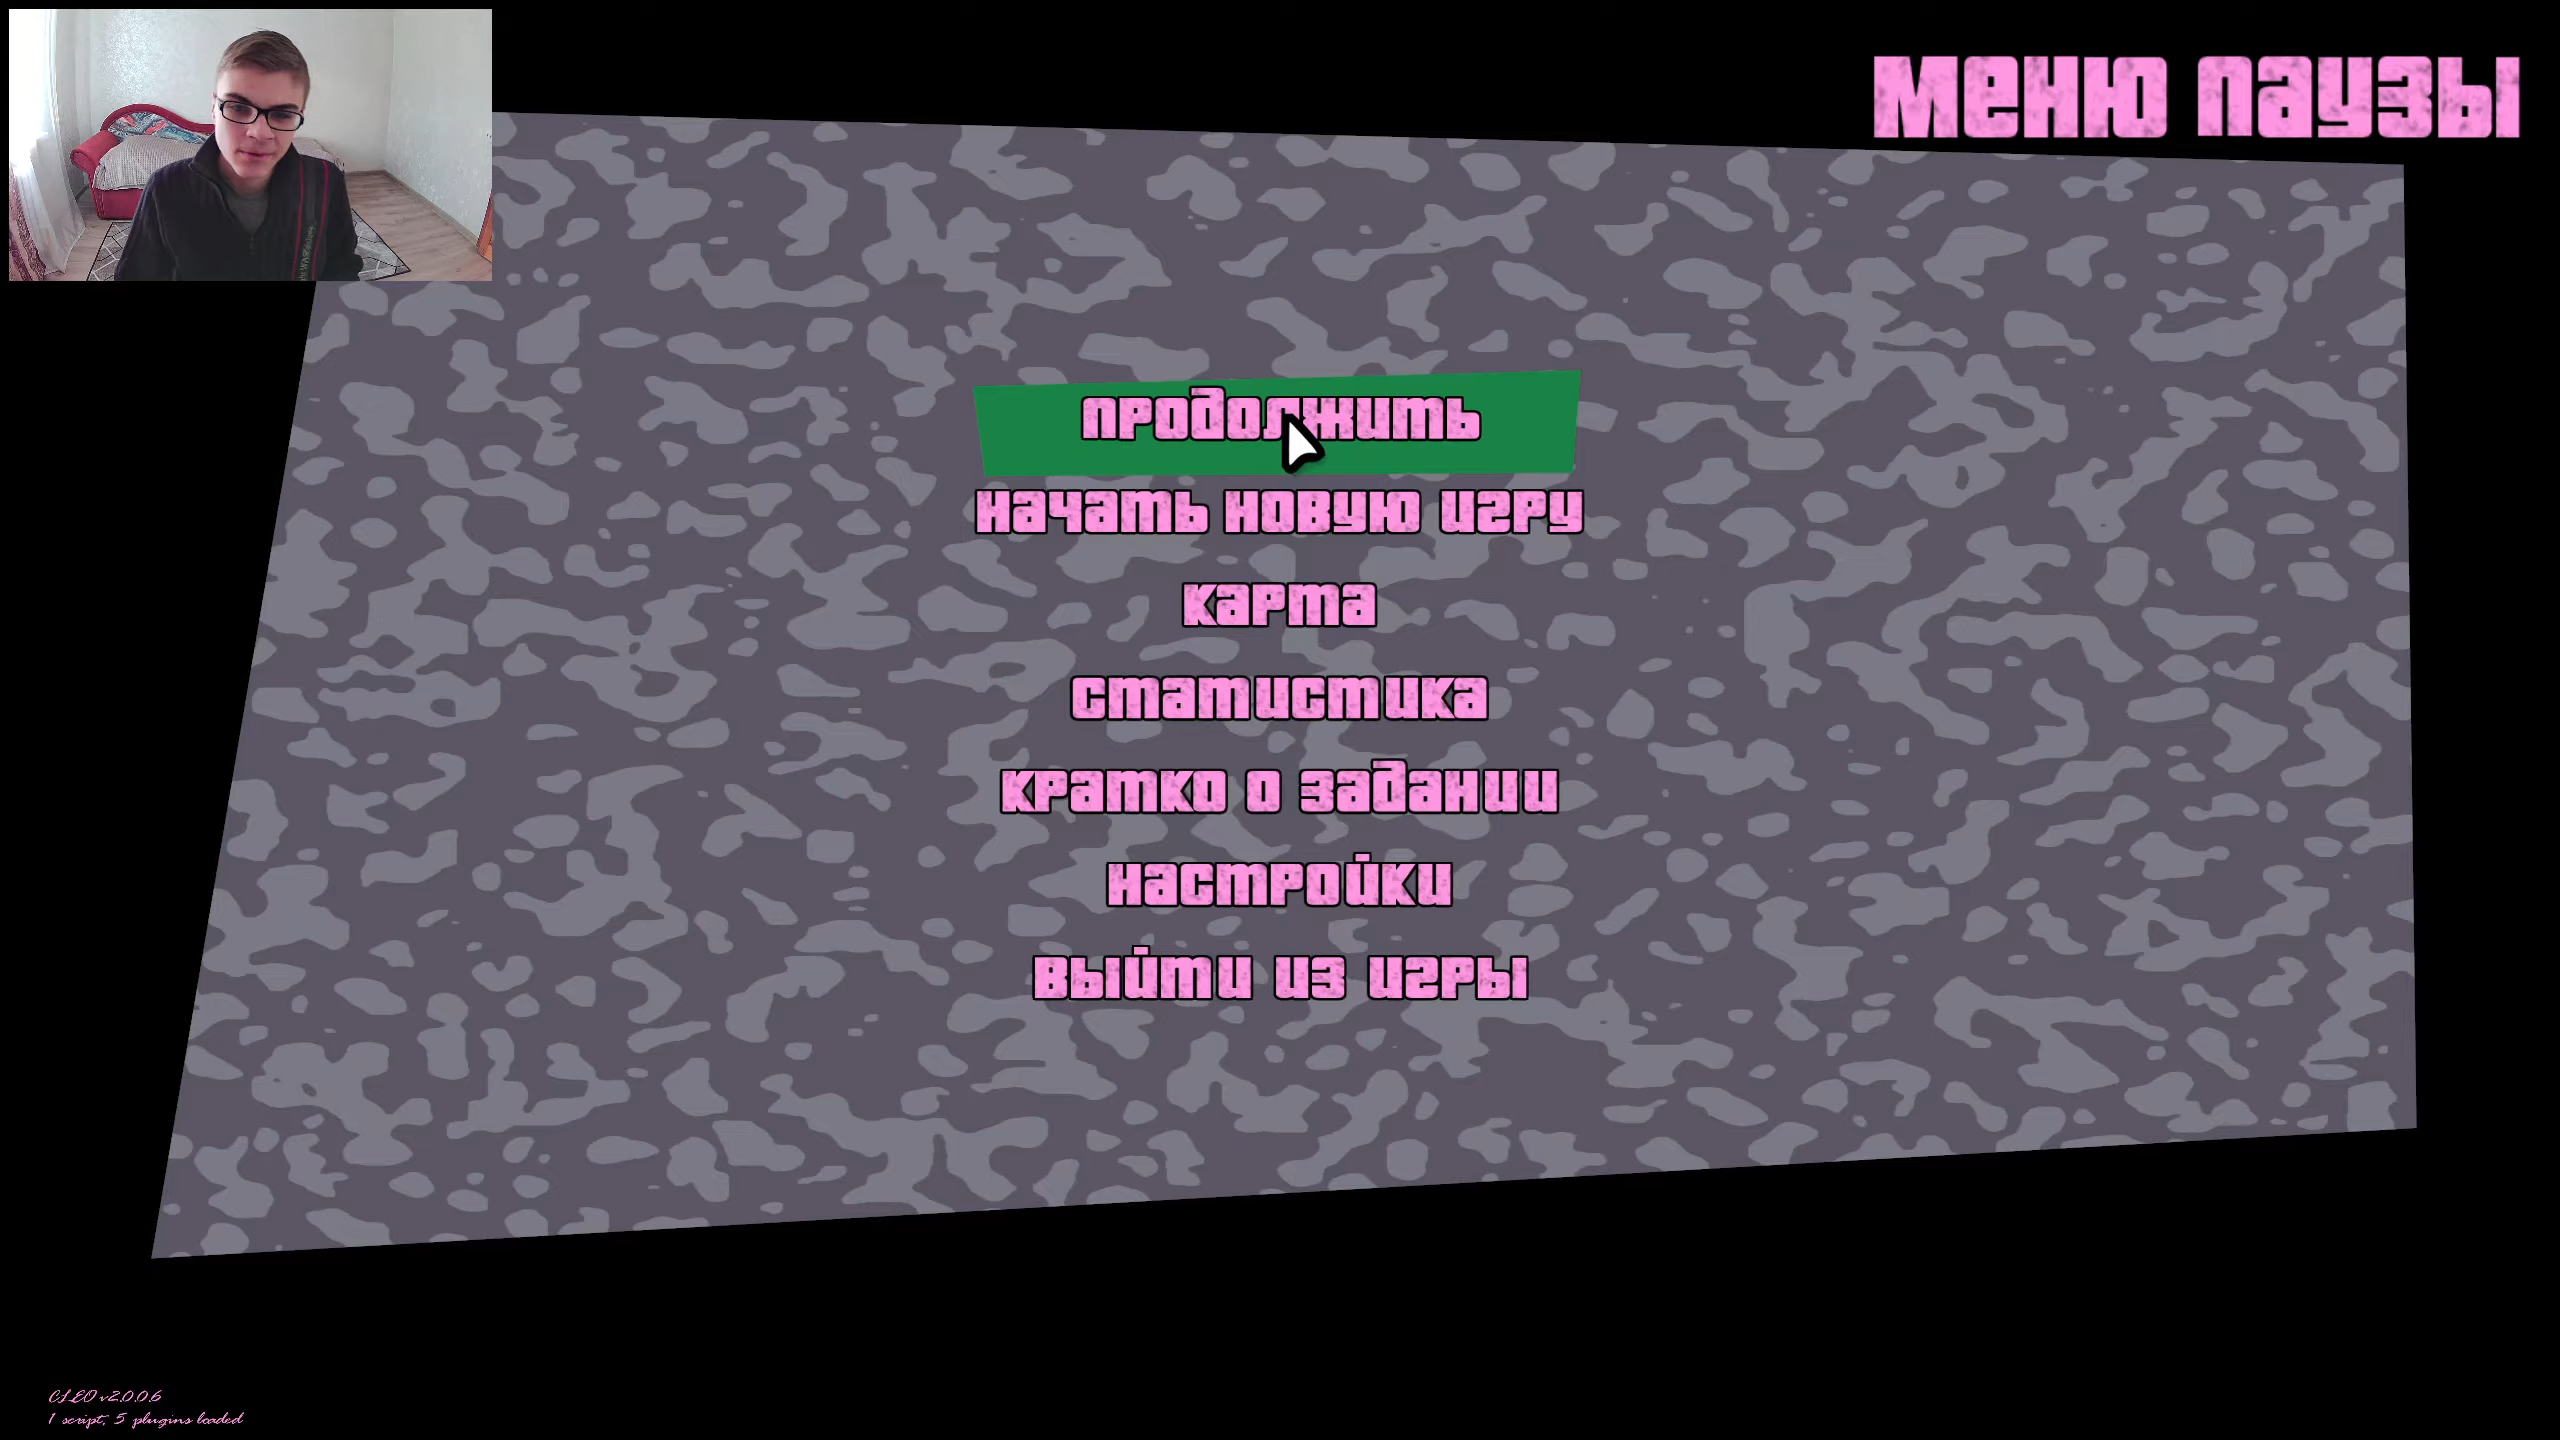 Меню паузы
продолжить
начать новую игру
карта
статистика
кратко о задании
настройки
выйти из игры
CLEO v2.0.0.6
1 script, 5 plugins loaded